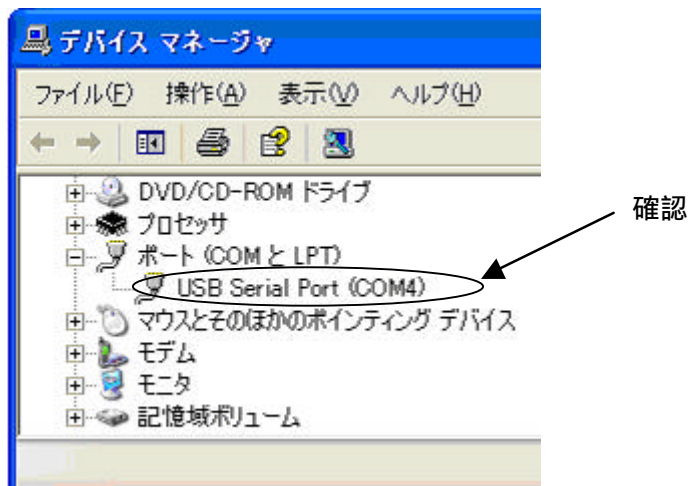 デバイス マネージャ
ファイル(F) 操作(A) 表示(V) ヘルプ(H)
DVD/CD-ROM ドライブ
プロセッサ
ポート (COM と LPT)
USB Serial Port (COM4)
マウスとそのほかのポインティング デバイス
モデム
モニタ
記憶域ボリューム
確認